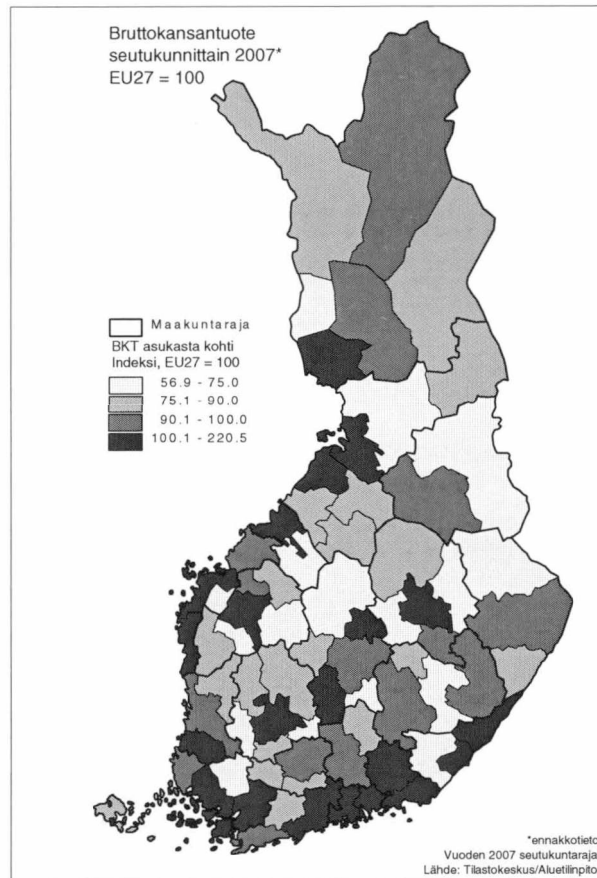 Bruttokansantuote
seutukunnittain 2007*
EU27 = 100
Maakuntaraja
BKT asukasta kohti
Indeksi, EU27 = 100
56.9 - 75.0
75.1 - 90.0
90.1 - 100.0
100.1 - 220.5
*ennakkotieto
Vuoden 2007 seutukuntaraja
Lähde: Tilastokeskus/Aluetilinpito